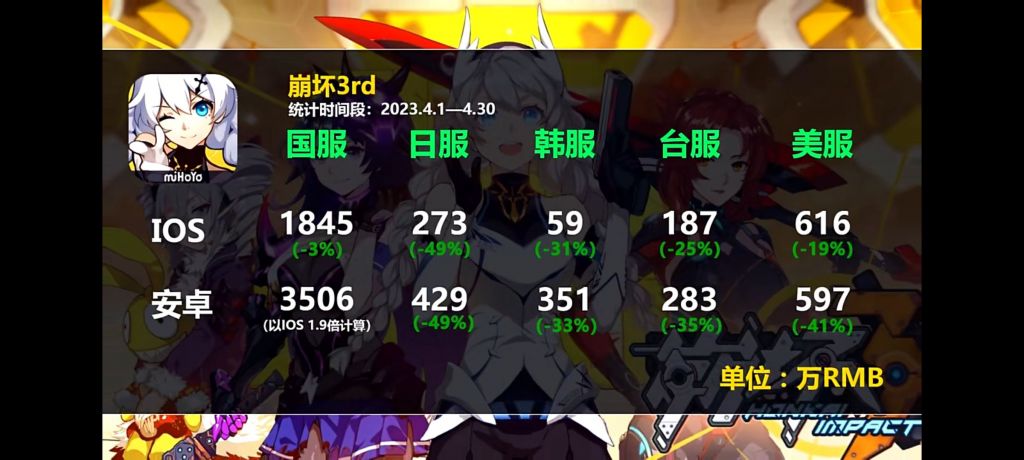 崩坏3rd
统计时间段：2023.4.1—4.30
国服 日服 韩服 台服 美服
miHoYo
IOS 1845 273 59 187 616
(-3%) (-49%) (-31%) (-25%) (-19%)
安卓 3506 429 351 283 597
(以IOS 1.9倍计算) (-49%) (-33%) (-35%) (-41%)
单位：万RMB
IMPACT